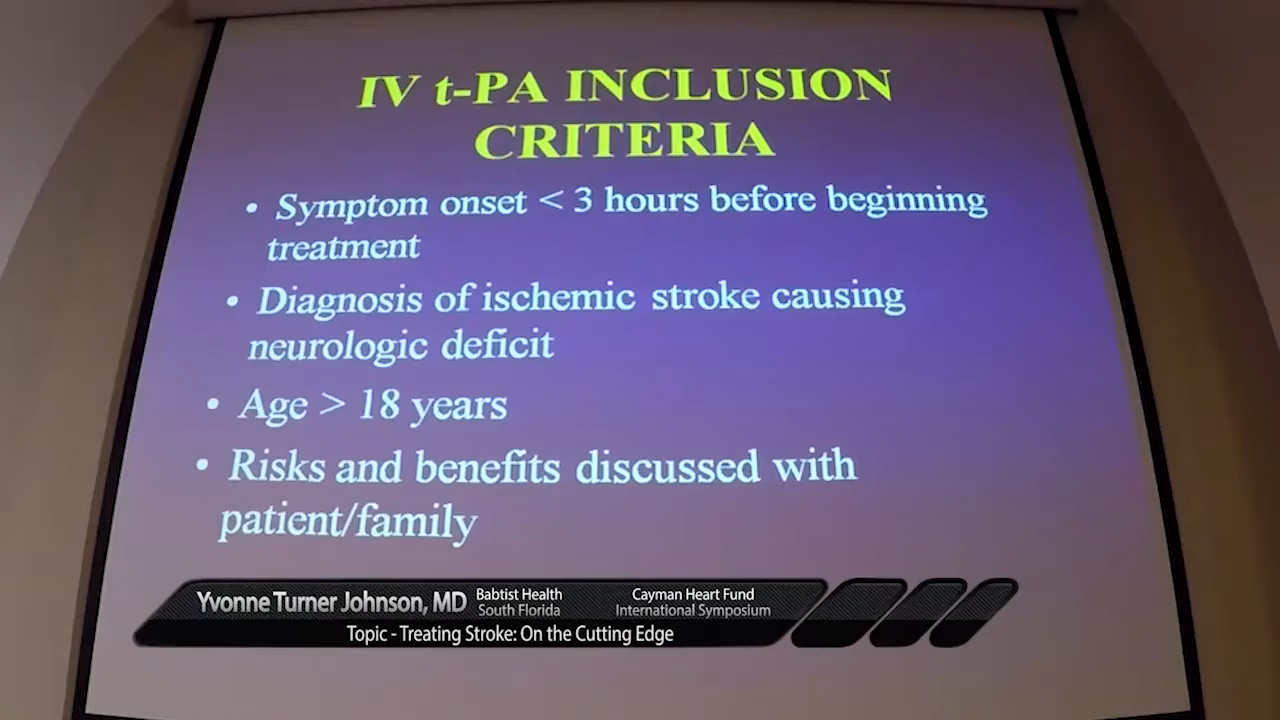 IV t-PA INCLUSION
CRITERIA
• Symptom onset < 3 hours before beginning
treatment
• Diagnosis of ischemic stroke causing
neurologic deficit
• Age > 18 years
• Risks and benefits discussed with
patient/family
Yvonne Turner Johnson, MD
Babtist Health
South Florida
Cayman Heart Fund
International Symposium
Topic - Treating Stroke: On the Cutting Edge